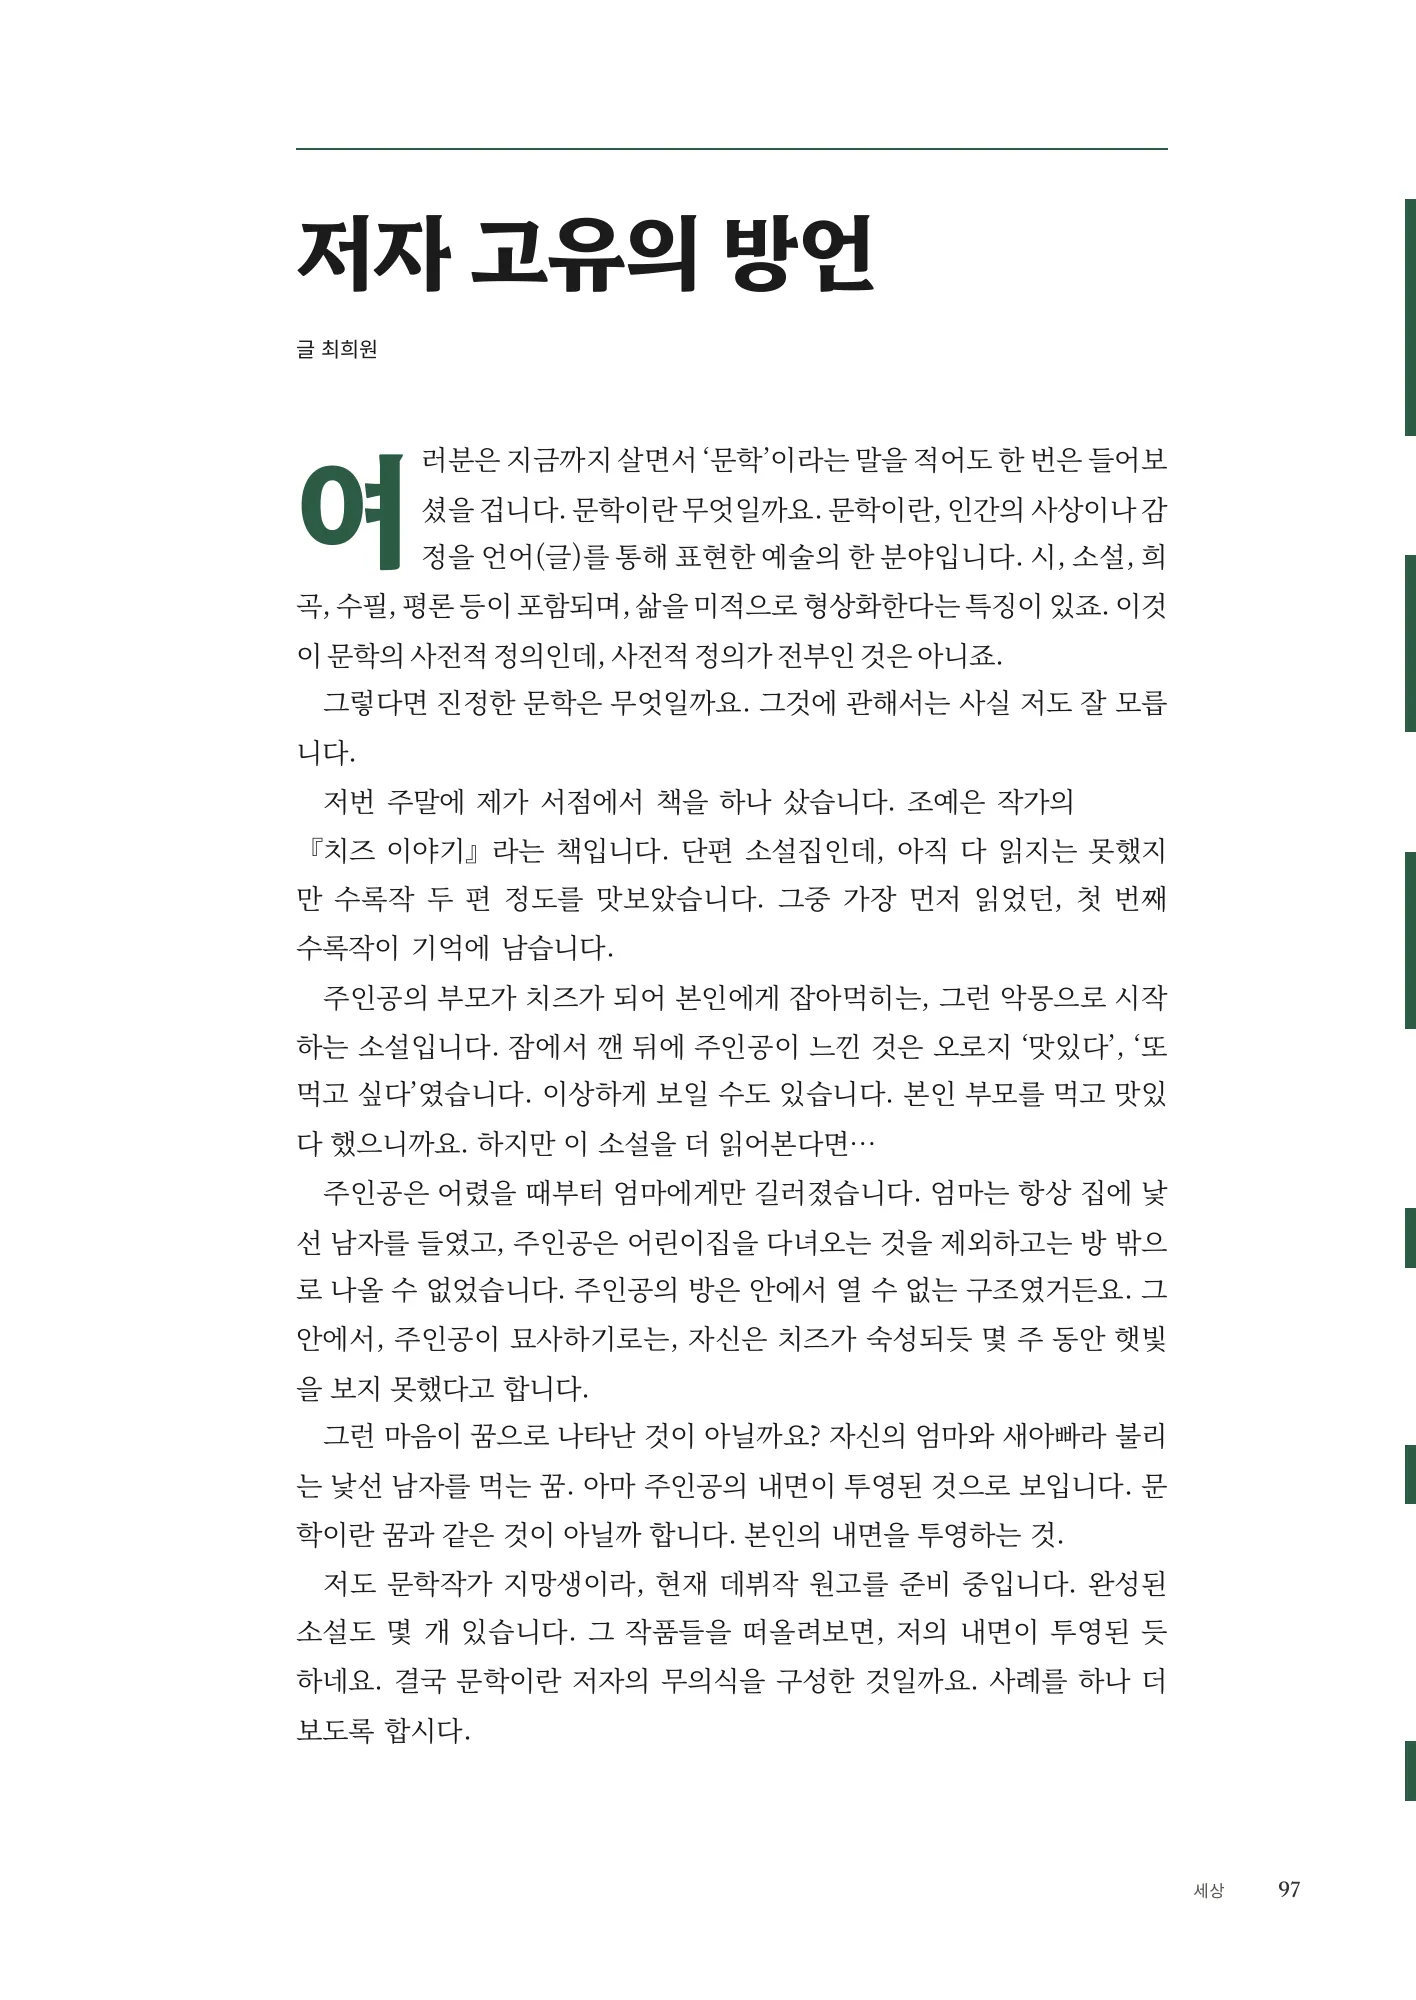 저자 고유의 방언
글 최희원
여러분은 지금까지 살면서 ‘문학’이라는 말을 적어도 한 번은 들어보
셨을 겁니다. 문학이란 무엇일까요. 문학이란, 인간의 사상이나 감
정을 언어(글)를 통해 표현한 예술의 한 분야입니다. 시, 소설, 희
곡, 수필, 평론 등이 포함되며, 삶을 미적으로 형상화한다는 특징이 있죠. 이것
이 문학의 사전적 정의인데, 사전적 정의가 전부인 것은 아니죠.
그렇다면 진정한 문학은 무엇일까요. 그것에 관해서는 사실 저도 잘 모릅
니다.
저번 주말에 제가 서점에서 책을 하나 샀습니다. 조예은 작가의
『치즈 이야기』라는 책입니다. 단편 소설집인데, 아직 다 읽지는 못했지
만 수록작 두 편 정도를 맛보았습니다. 그중 가장 먼저 읽었던, 첫 번째
수록작이 기억에 남습니다.
주인공의 부모가 치즈가 되어 본인에게 잡아먹히는, 그런 악몽으로 시작
하는 소설입니다. 잠에서 깬 뒤에 주인공이 느낀 것은 오로지 ‘맛있다’, ‘또
먹고 싶다’였습니다. 이상하게 보일 수도 있습니다. 본인 부모를 먹고 맛있
다 했으니까요. 하지만 이 소설을 더 읽어본다면…
주인공은 어렸을 때부터 엄마에게만 길러졌습니다. 엄마는 항상 집에 낯
선 남자를 들였고, 주인공은 어린이집을 다녀오는 것을 제외하고는 방 밖으
로 나올 수 없었습니다. 주인공의 방은 안에서 열 수 없는 구조였거든요. 그
안에서, 주인공이 묘사하기로는, 자신은 치즈가 숙성되듯 몇 주 동안 햇빛
을 보지 못했다고 합니다.
그런 마음이 꿈으로 나타난 것이 아닐까요? 자신의 엄마와 새아빠라 불리
는 낯선 남자를 먹는 꿈. 아마 주인공의 내면이 투영된 것으로 보입니다. 문
학이란 꿈과 같은 것이 아닐까 합니다. 본인의 내면을 투영하는 것.
저도 문학작가 지망생이라, 현재 데뷔작 원고를 준비 중입니다. 완성된
소설도 몇 개 있습니다. 그 작품들을 떠올려보면, 저의 내면이 투영된 듯
하네요. 결국 문학이란 저자의 무의식을 구성한 것일까요. 사례를 하나 더
보도록 합시다.
세상 97